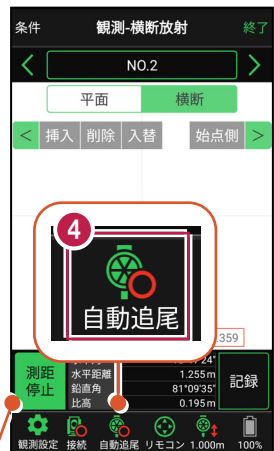 条件 観測-横断放射 終了
< NO.2 >
平面 横断
< 挿入 削除 入替 始点側 >
4
自動追尾
359
測距停止
24"
水平距離 1.255m
鉛直角 81°09'35"
比高 0.195m
記録
観測設定 接続 自動追尾 リモコン 1.000m 100%